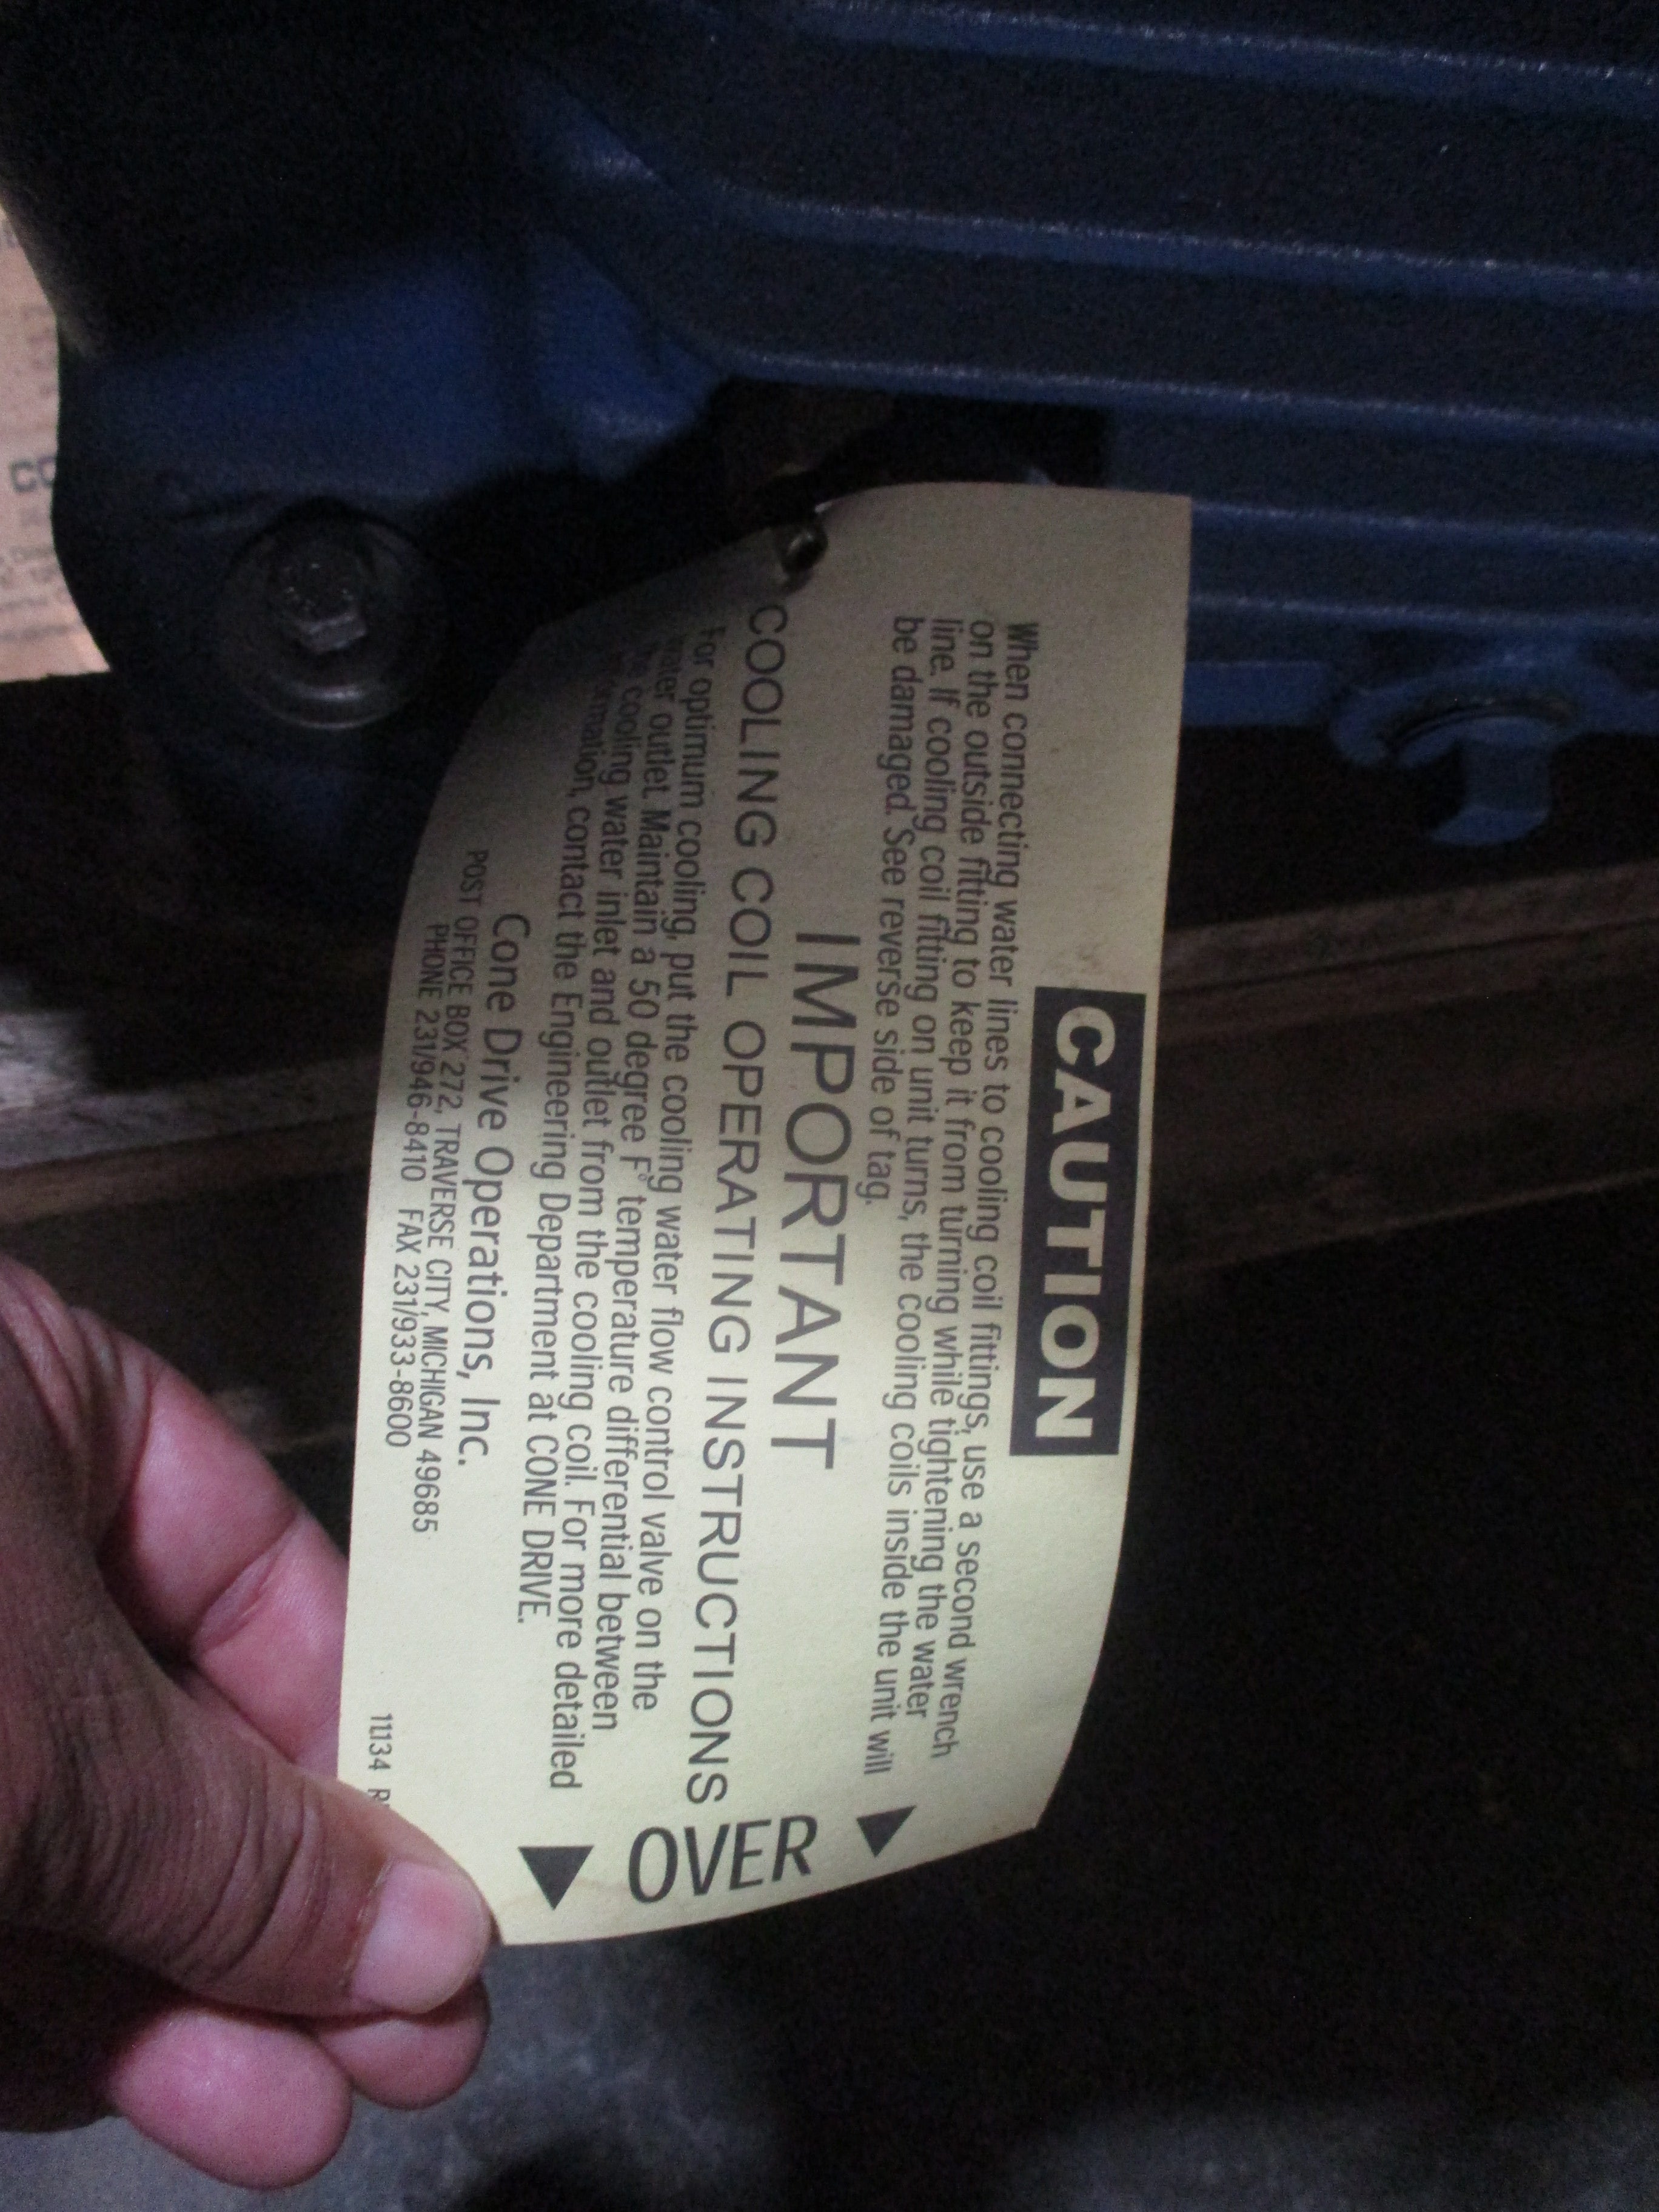 CAUTION
When connecting water lines to cooling coil fittings, use a second wrench
on the outside fitting to keep it from turning while tightening the water
line. If cooling coil fitting on unit turns, the cooling coils inside the unit will
be damaged. See reverse side of tag.
IMPORTANT
COOLING COIL OPERATING INSTRUCTIONS
For optimum cooling, put the cooling water flow control valve on the
water outlet. Maintain a 50 degree F° temperature differential between
cooling water inlet and outlet from the cooling coil. For more detailed
information, contact the Engineering Department at CONE DRIVE.
Cone Drive Operations, Inc.
POST OFFICE BOX 272, TRAVERSE CITY, MICHIGAN 49685
PHONE 231/946-8410 FAX 231/933-8600
11134
OVER